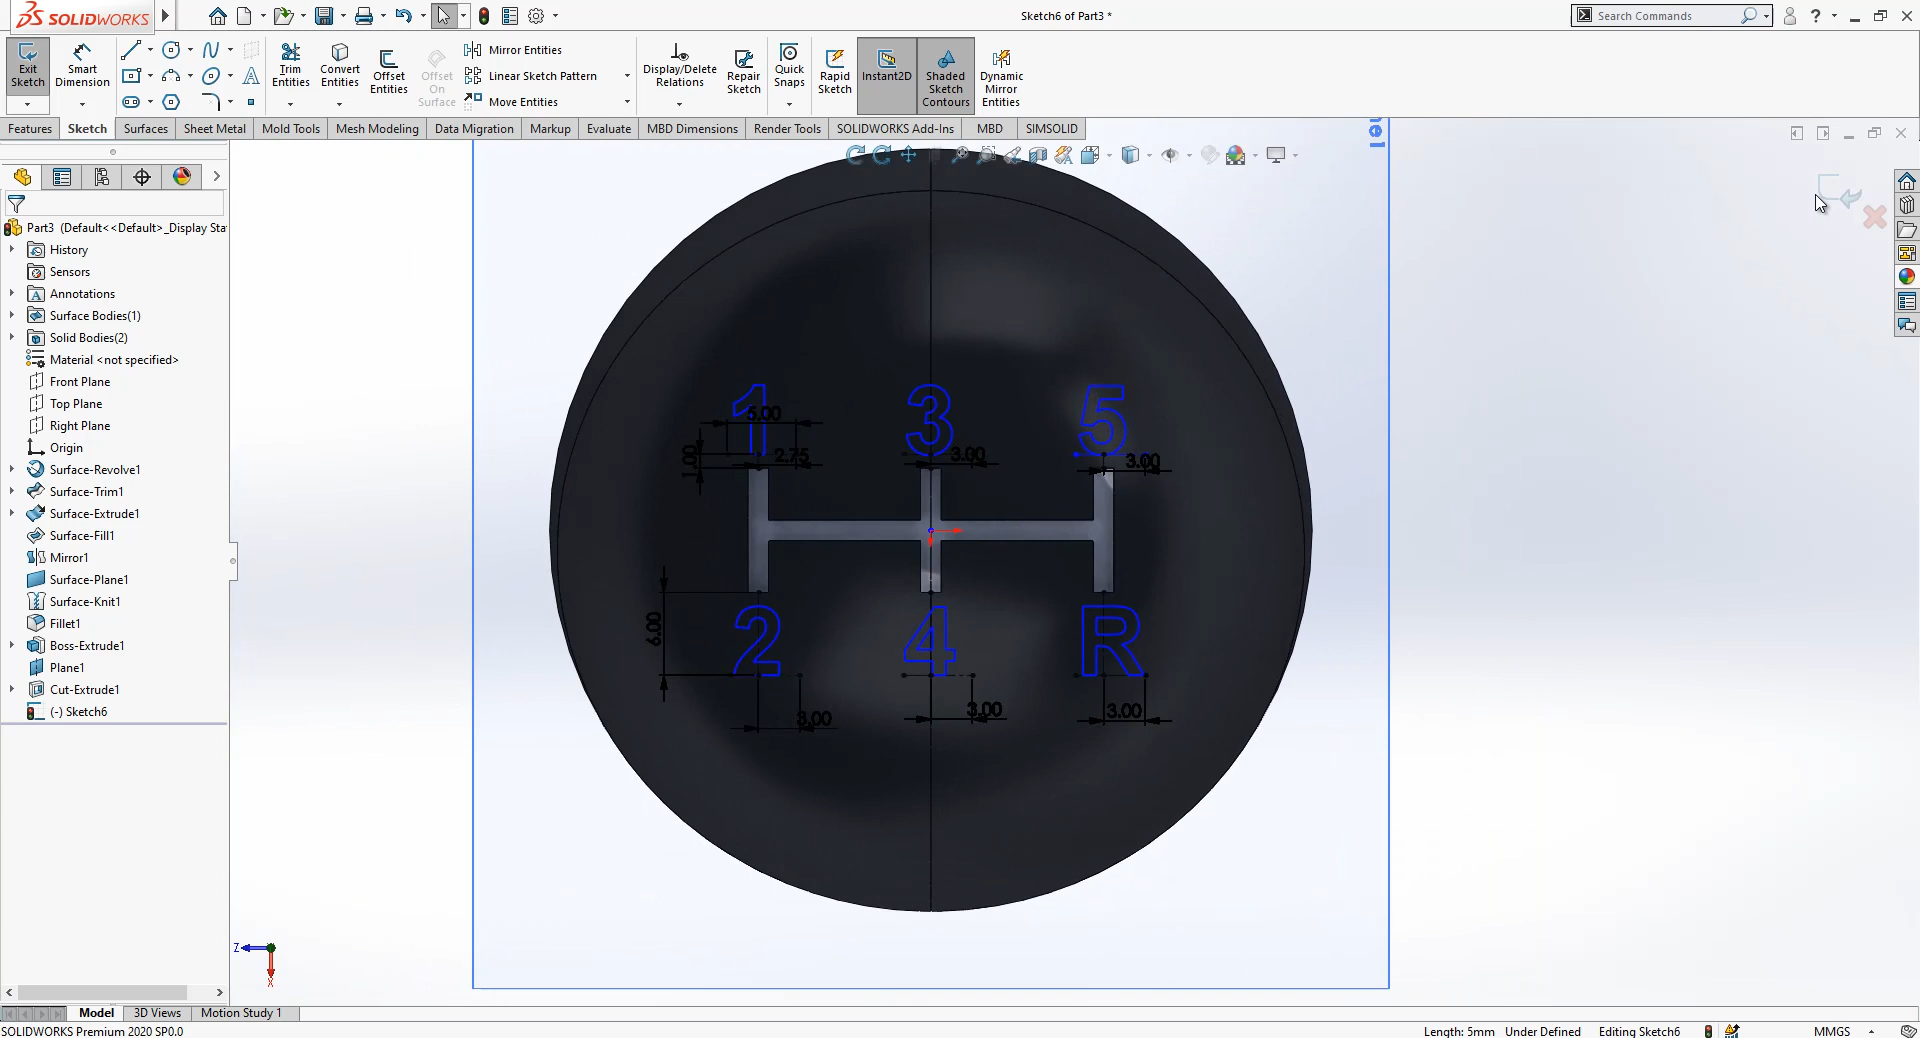 SOLIDWORKS
Sketch6 of Part3 *
Search Commands
Exit Sketch
Smart Dimension
Trim Entities
Convert Entities
Offset Entities
Offset On Surface
Mirror Entities
Linear Sketch Pattern
Move Entities
Display/Delete Relations
Repair Sketch
Quick Snaps
Rapid Sketch
Instant2D
Shaded Sketch Contours
Dynamic Mirror Entities
Features
Sketch
Surfaces
Sheet Metal
Mold Tools
Mesh Modeling
Data Migration
Markup
Evaluate
MBD Dimensions
Render Tools
SOLIDWORKS Add-Ins
MBD
SIMSOLID
Part3 (Default<<Default>_Display Sta
History
Sensors
Annotations
Surface Bodies(1)
Solid Bodies(2)
Material <not specified>
Front Plane
Top Plane
Right Plane
Origin
Surface-Revolve1
Surface-Trim1
Surface-Extrude1
Surface-Fill1
Mirror1
Surface-Plane1
Surface-Knit1
Fillet1
Boss-Extrude1
Plane1
Cut-Extrude1
(-) Sketch6
1 3 5
5.00
1.00
2.75
3.00
3.00
6.00
2 4 R
3.00
3.00
3.00
Z
X
Model
3D Views
Motion Study 1
SOLIDWORKS Premium 2020 SP0.0
Length: 5mm
Under Defined
Editing Sketch6
MMGS